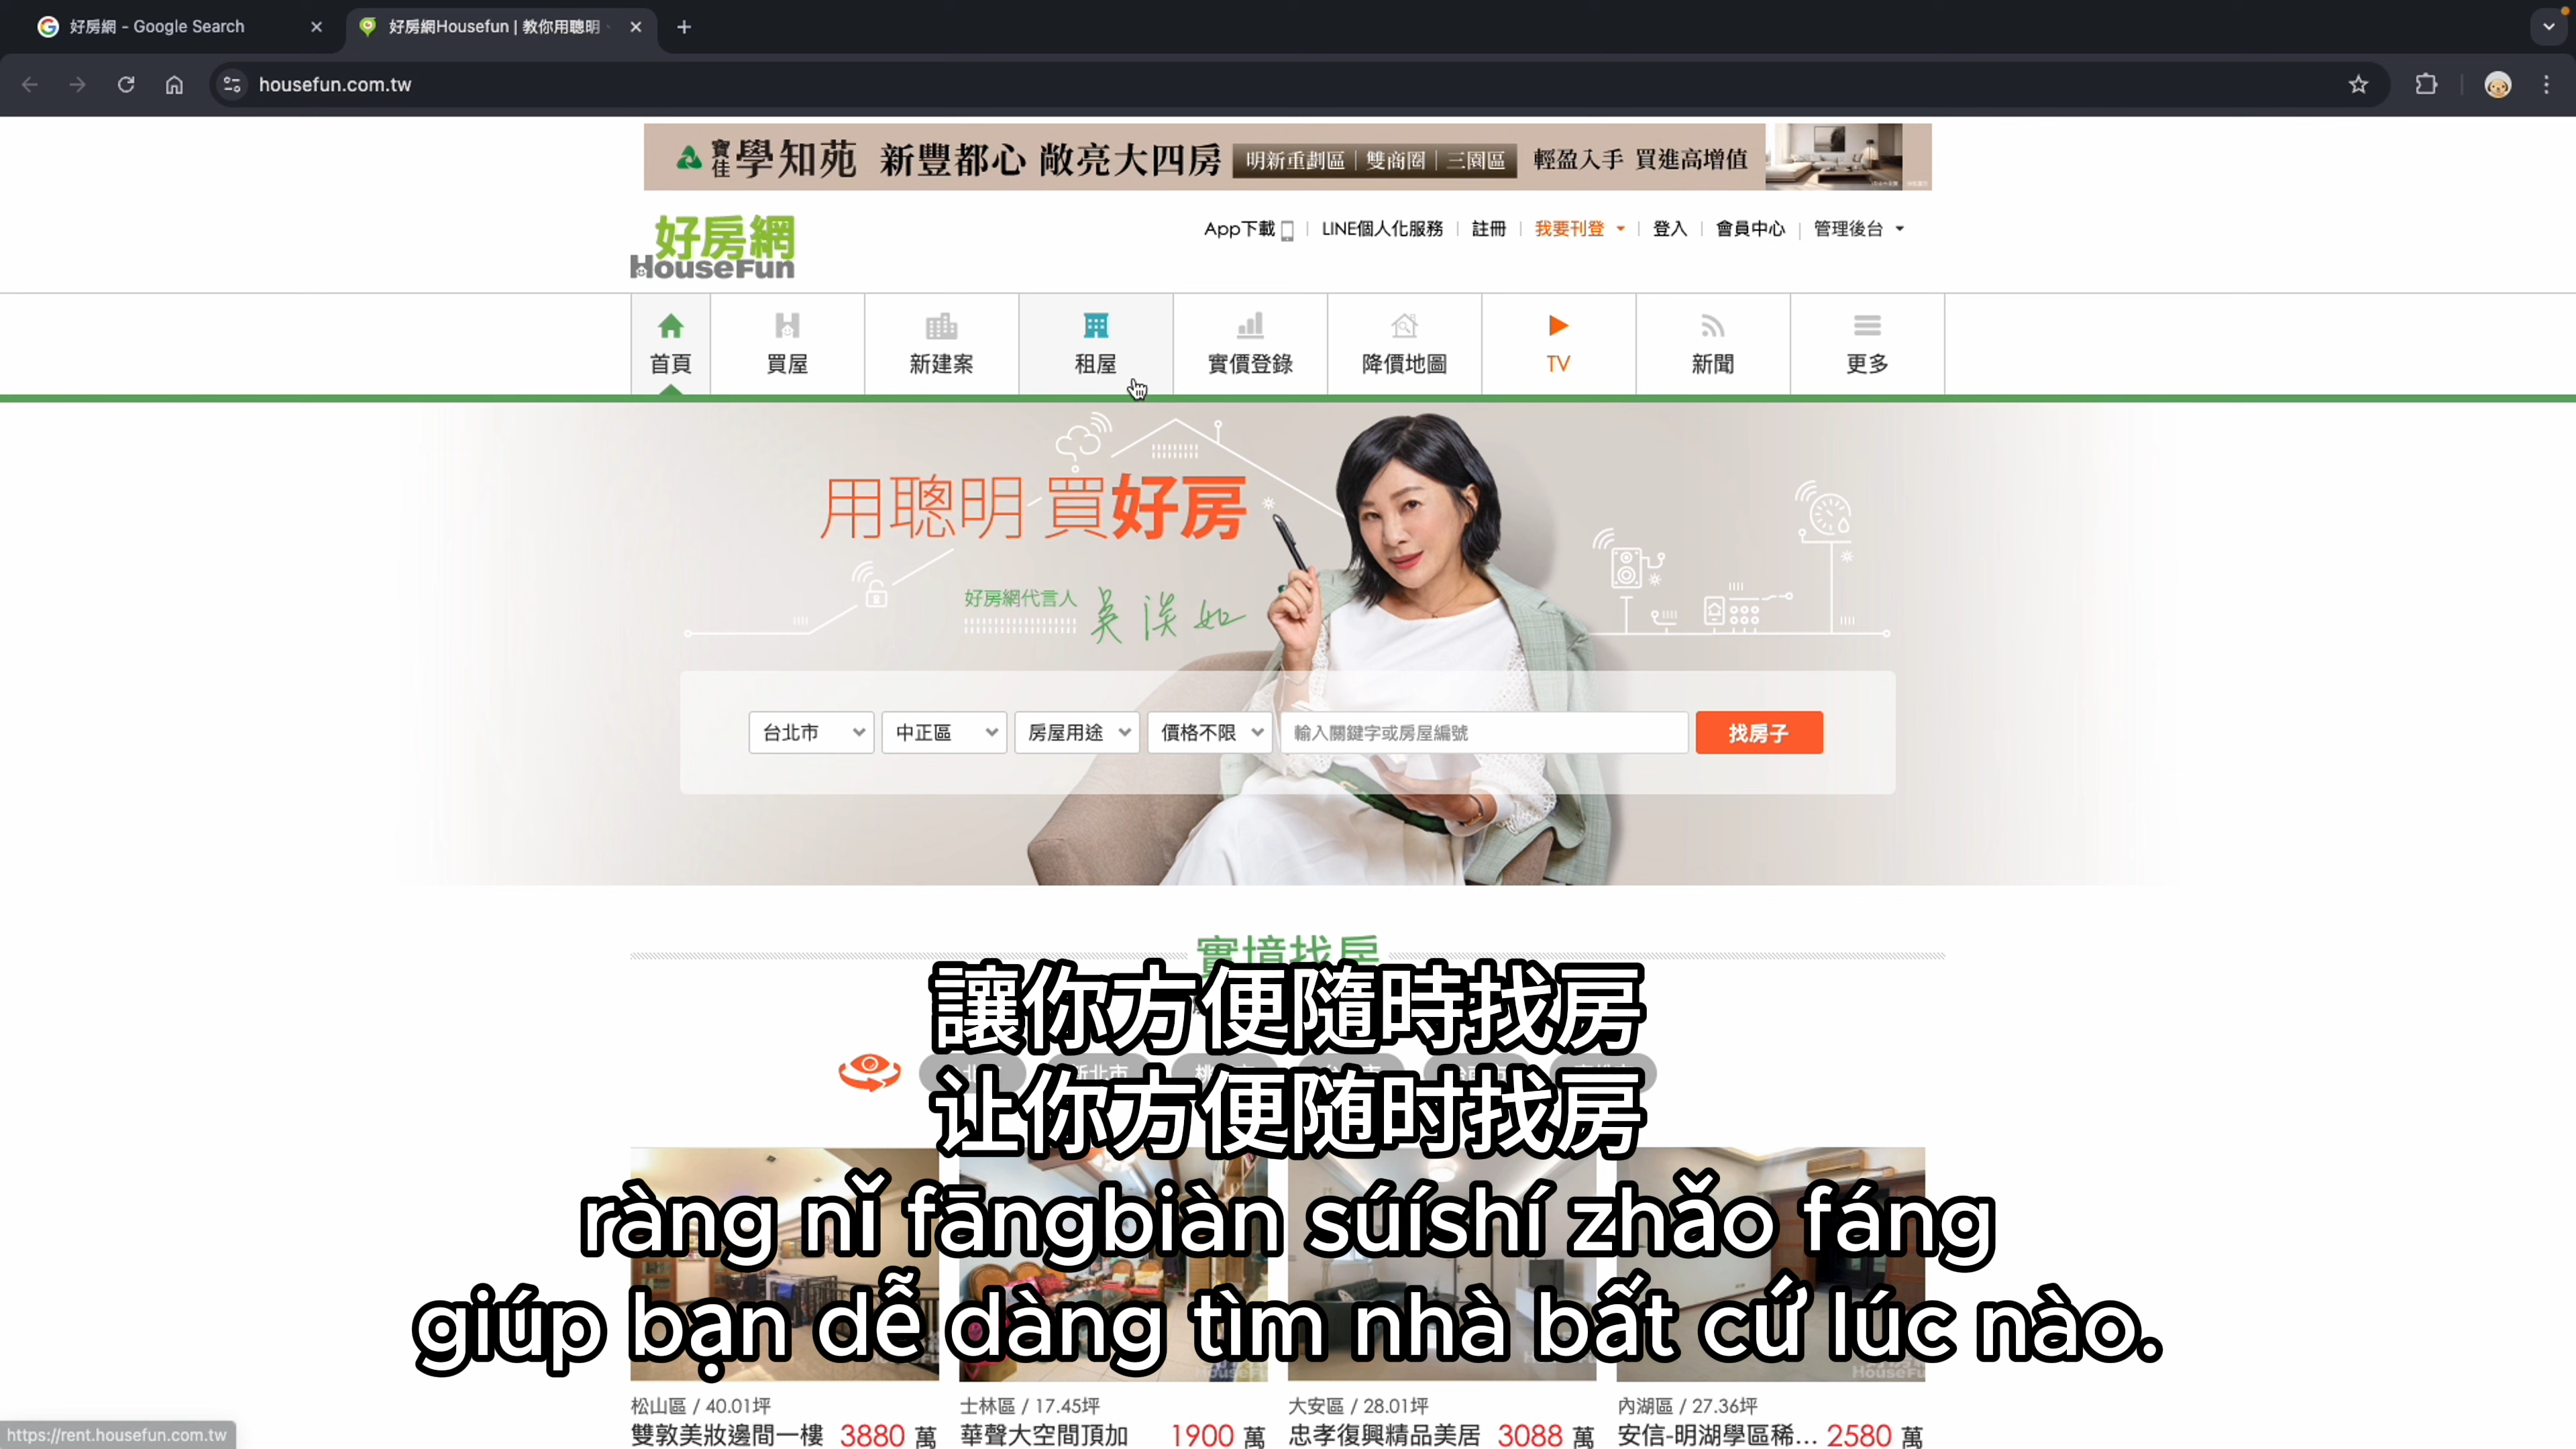 好房網 - Google Search
好房網Housefun | 教你用聰明
housefun.com.tw
寶佳 學知苑 新豐都心 敞亮大四房 明新重劃區 | 雙商圈 | 三園區 輕盈入手 買進高增值
好房網
HouseFun
App下載 | LINE個人化服務 | 註冊 | 我要刊登 | 登入 | 會員中心 | 管理後台
首頁 買屋 新建案 租屋 實價登錄 降價地圖 TV 新聞 更多
用聰明 買好房
好房網代言人 吳淡如
台北市 中正區 房屋用途 價格不限 輸入關鍵字或房屋編號 找房子
實境找房
讓你方便隨時找房
新北市
让你方便随时找房
ràng nǐ fāngbiàn súíshí zhǎo fáng
giúp bạn dễ dàng tìm nhà bất cứ lúc nào.
松山區 / 40.01坪 士林區 / 17.45坪 大安區 / 28.01坪 內湖區 / 27.36坪
雙敦美妝邊間一樓 3880 萬 華聲大空間頂加 1900 萬 忠孝復興精品美居 3088 萬 安信-明湖學區稀... 2580 萬
https://rent.housefun.com.tw